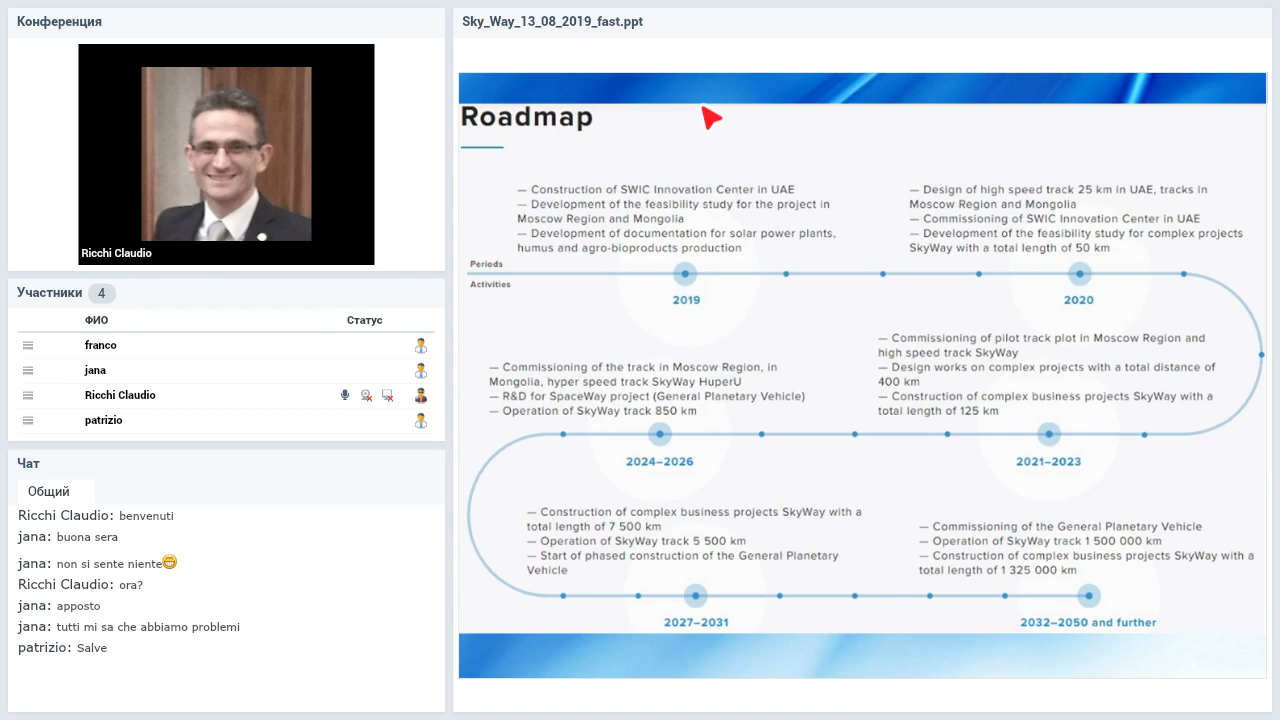 Конференция
Ricchi Claudio
Участники 4
ФИО Статус
franco
jana
Ricchi Claudio
patrizio
Чат
Общий
Ricchi Claudio: benvenuti
jana: buona sera
jana: non si sente niente
Ricchi Claudio: ora?
jana: apposto
jana: tutti mi sa che abbiamo problemi
patrizio: Salve
Sky_Way_13_08_2019_fast.ppt
Roadmap
— Construction of SWIC Innovation Center in UAE
— Development of the feasibility study for the project in
Moscow Region and Mongolia
— Development of documentation for solar power plants,
humus and agro-bioproducts production
— Design of high speed track 25 km in UAE, tracks in
Moscow Region and Mongolia
— Commissioning of SWIC Innovation Center in UAE
— Development of the feasibility study for complex projects
SkyWay with a total length of 50 km
Periods
Activities
2019
2020
— Commissioning of the track in Moscow Region, in
Mongolia, hyper speed track SkyWay HuperU
— R&D for SpaceWay project (General Planetary Vehicle)
— Operation of SkyWay track 850 km
— Commissioning of pilot track plot in Moscow Region and
high speed track SkyWay
— Design works on complex projects with a total distance of
400 km
— Construction of complex business projects SkyWay with a
total length of 125 km
2024–2026
2021–2023
— Construction of complex business projects SkyWay with a
total length of 7 500 km
— Operation of SkyWay track 5 500 km
— Start of phased construction of the General Planetary
Vehicle
— Commissioning of the General Planetary Vehicle
— Operation of SkyWay track 1 500 000 km
— Construction of complex business projects SkyWay with a
total length of 1 325 000 km
2027–2031
2032–2050 and further